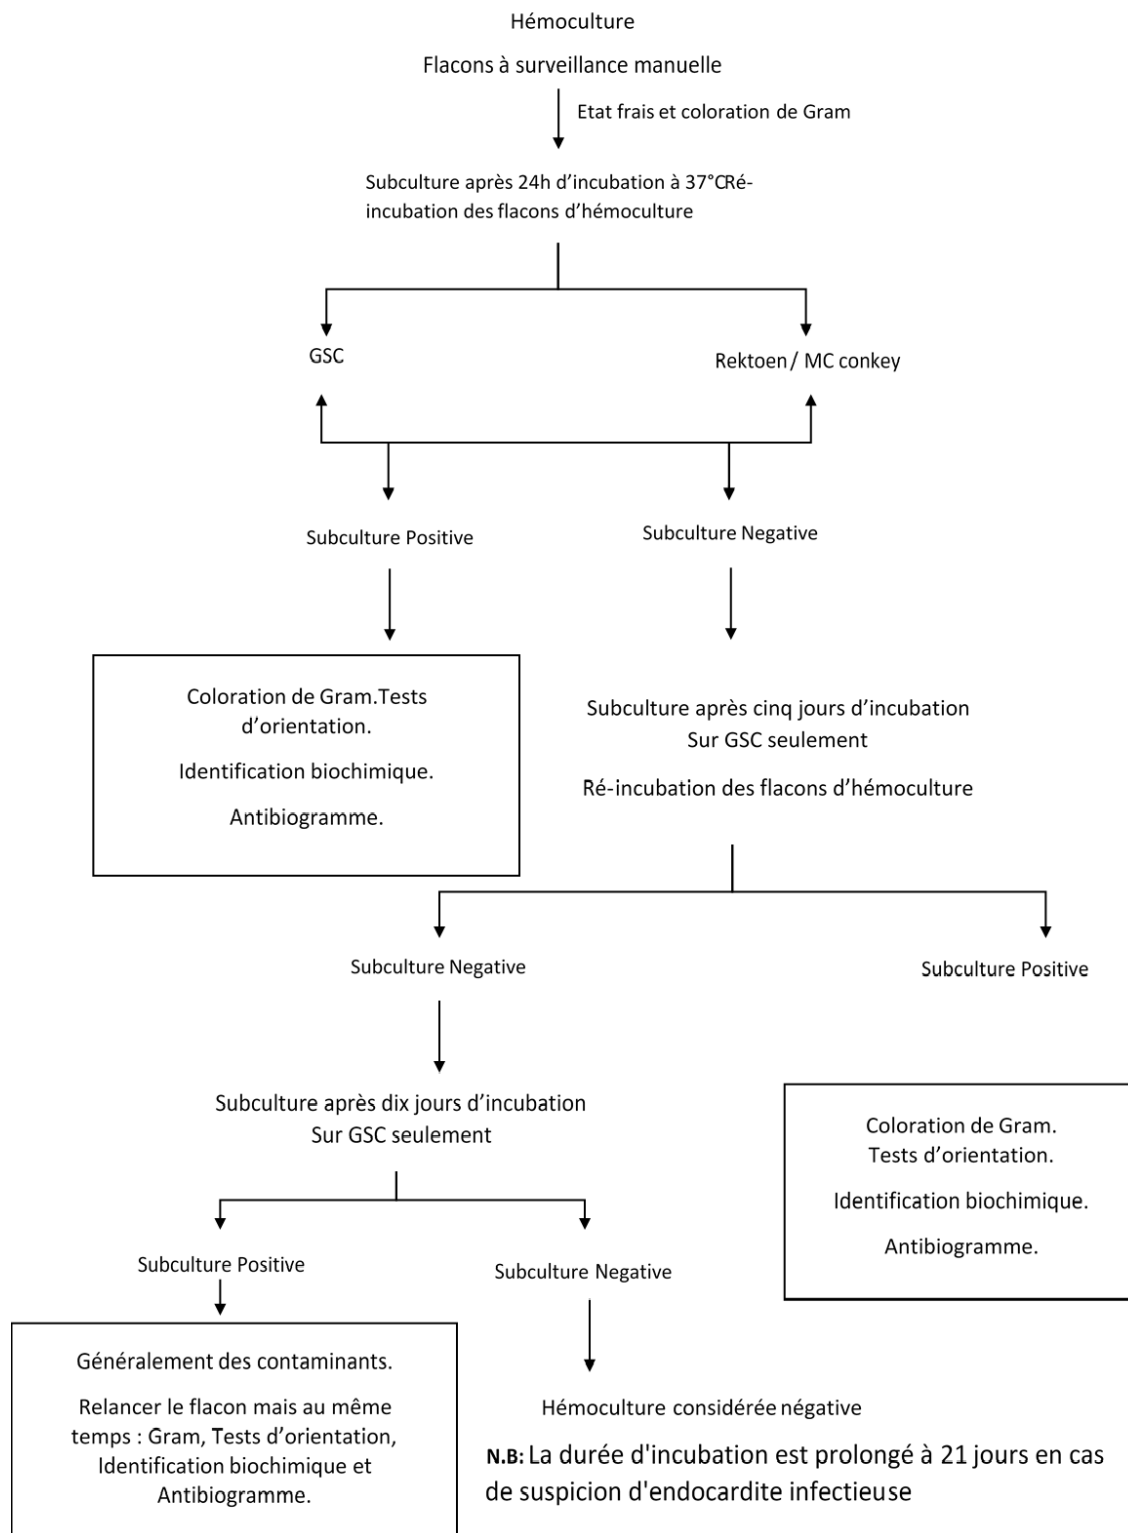 Hémoculture
Flacons à surveillance manuelle
Etat frais et coloration de Gram
Subculture après 24h d'incubation à 37°CRé-
incubation des flacons d'hémoculture
GSC
Rektoen / MC conkey
Subculture Positive
Subculture Negative
Coloration de Gram.Tests
d'orientation.
Identification biochimique.
Antibiogramme.
Subculture après cinq jours d'incubation
Sur GSC seulement
Ré-incubation des flacons d'hémoculture
Subculture Negative
Subculture Positive
Subculture après dix jours d'incubation
Sur GSC seulement
Coloration de Gram.
Tests d'orientation.
Identification biochimique.
Antibiogramme.
Subculture Positive
Subculture Negative
Généralement des contaminants.
Relancer le flacon mais au même
temps : Gram, Tests d'orientation,
Identification biochimique et
Antibiogramme.
Hémoculture considérée négative
N.B: La durée d'incubation est prolongé à 21 jours en cas
de suspicion d'endocardite infectieuse